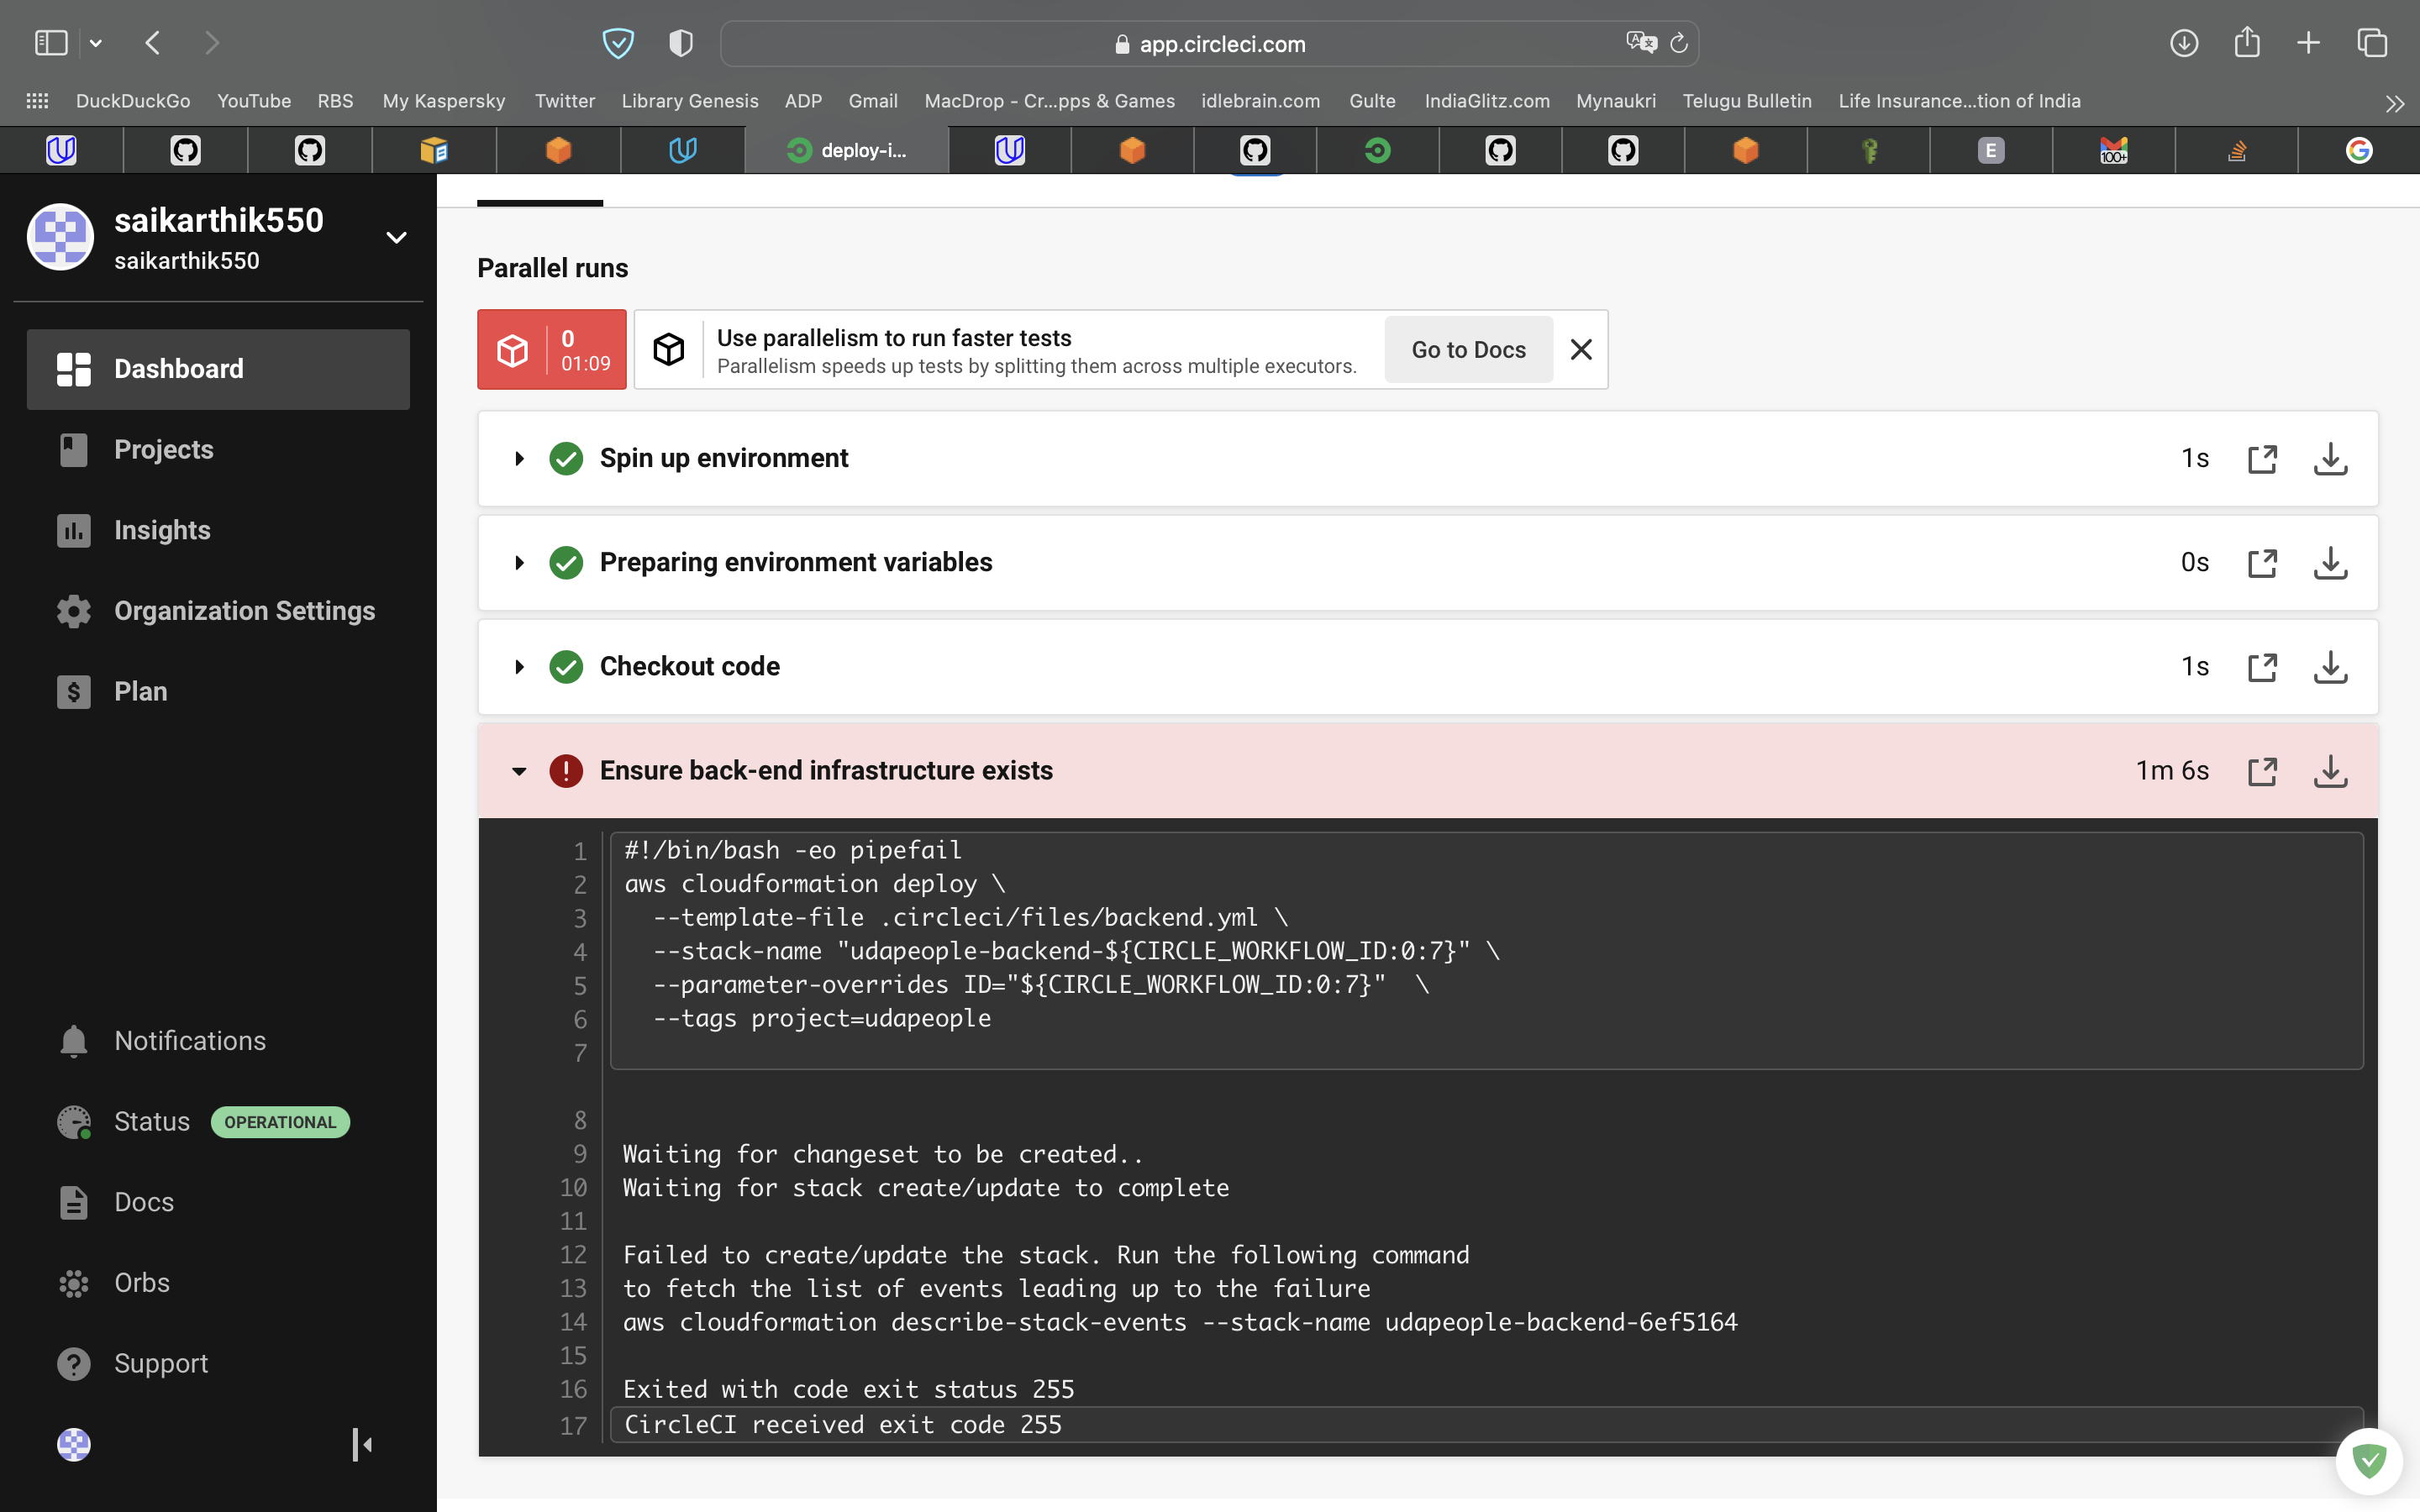 app.circleci.com
DuckDuckGo YouTube RBS My Kaspersky Twitter Library Genesis ADP Gmail MacDrop - Cr...pps & Games idlebrain.com Gulte IndiaGlitz.com Mynaukri Telugu Bulletin Life Insurance...tion of India
deploy-i...
E
100+
saikarthik550
saikarthik550
Dashboard
Projects
Insights
Organization Settings
Plan
Notifications
Status OPERATIONAL
Docs
Orbs
Support
Parallel runs
0
01:09
Use parallelism to run faster tests
Parallelism speeds up tests by splitting them across multiple executors.
Go to Docs
Spin up environment 1s
Preparing environment variables 0s
Checkout code 1s
Ensure back-end infrastructure exists 1m 6s
1 #!/bin/bash -eo pipefail
2 aws cloudformation deploy \
3 --template-file .circleci/files/backend.yml \
4 --stack-name "udapeople-backend-${CIRCLE_WORKFLOW_ID:0:7}" \
5 --parameter-overrides ID="${CIRCLE_WORKFLOW_ID:0:7}" \
6 --tags project=udapeople
7
8
9 Waiting for changeset to be created..
10 Waiting for stack create/update to complete
11
12 Failed to create/update the stack. Run the following command
13 to fetch the list of events leading up to the failure
14 aws cloudformation describe-stack-events --stack-name udapeople-backend-6ef5164
15
16 Exited with code exit status 255
17 CircleCI received exit code 255